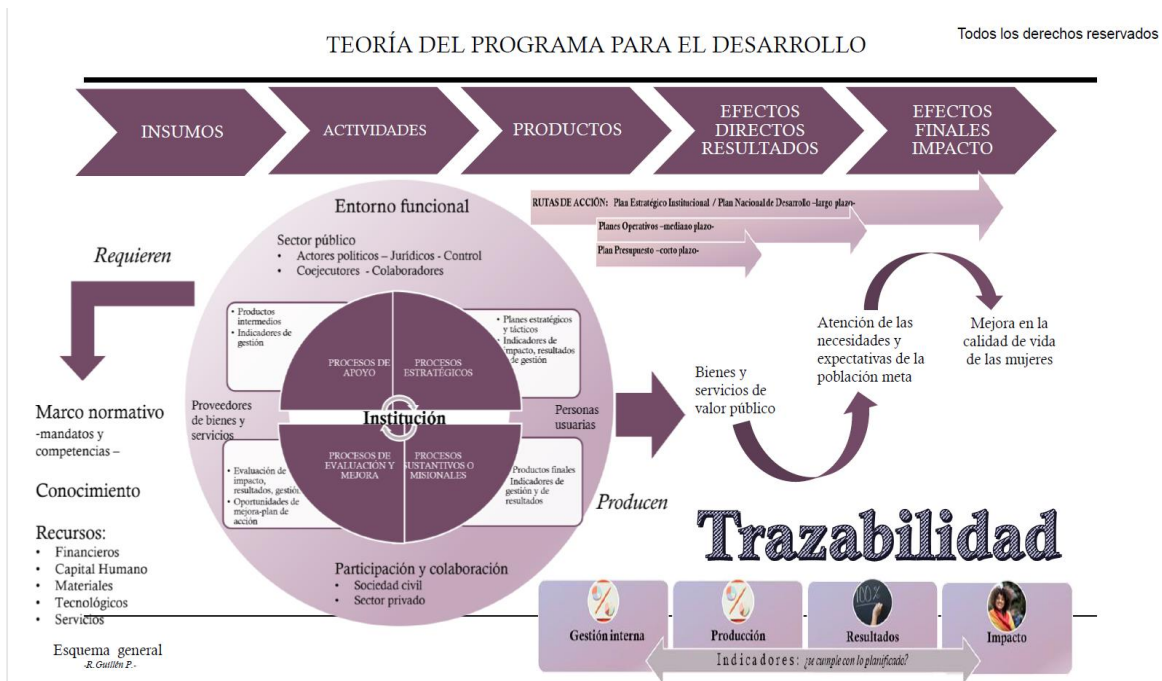 TEORÍA DEL PROGRAMA PARA EL DESARROLLO
Todos los derechos reservados
INSUMOS
ACTIVIDADES
PRODUCTOS
EFECTOS
DIRECTOS
RESULTADOS
EFECTOS
FINALES
IMPACTO
RUTAS DE ACCIÓN: Plan Estratégico Institucional / Plan Nacional de Desarrollo –largo plazo-
Planes Operativos –mediano plazo-
Plan Presupuesto –corto plazo-
Requieren
Marco normativo
-mandatos y
competencias –
Conocimiento
Recursos:
• Financieros
• Capital Humano
• Materiales
• Tecnológicos
• Servicios
Esquema general
-R. Guillén P.-
Entorno funcional
Sector público
• Actores políticos – Jurídicos - Control
• Coejecutores - Colaboradores
• Productos
intermedios
• Indicadores de
gestión
PROCESOS DE
APOYO
PROCESOS
ESTRATÉGICOS
• Planes estratégicos
y tácticos
• Indicadores de
impacto, resultados
de gestión
Proveedores
de bienes y
servicios
Institución
Personas
usuarias
• Evaluación de
impacto,
resultados, gestión.
• Oportunidades de
mejora-plan de
acción
PROCESOS DE
EVALUACIÓN Y
MEJORA
PROCESOS
SUSTANTIVOS O
MISIONALES
Productos finales
Indicadores de
gestión y de
resultados
Participación y colaboración
• Sociedad civil
• Sector privado
Producen
Bienes y
servicios de
valor público
Atención de las
necesidades y
expectativas de la
población meta
Mejora en la
calidad de vida
de las mujeres
Trazabilidad
100%
Gestión interna
Producción
Resultados
Impacto
Indicadores: ¿se cumple con lo planificado?